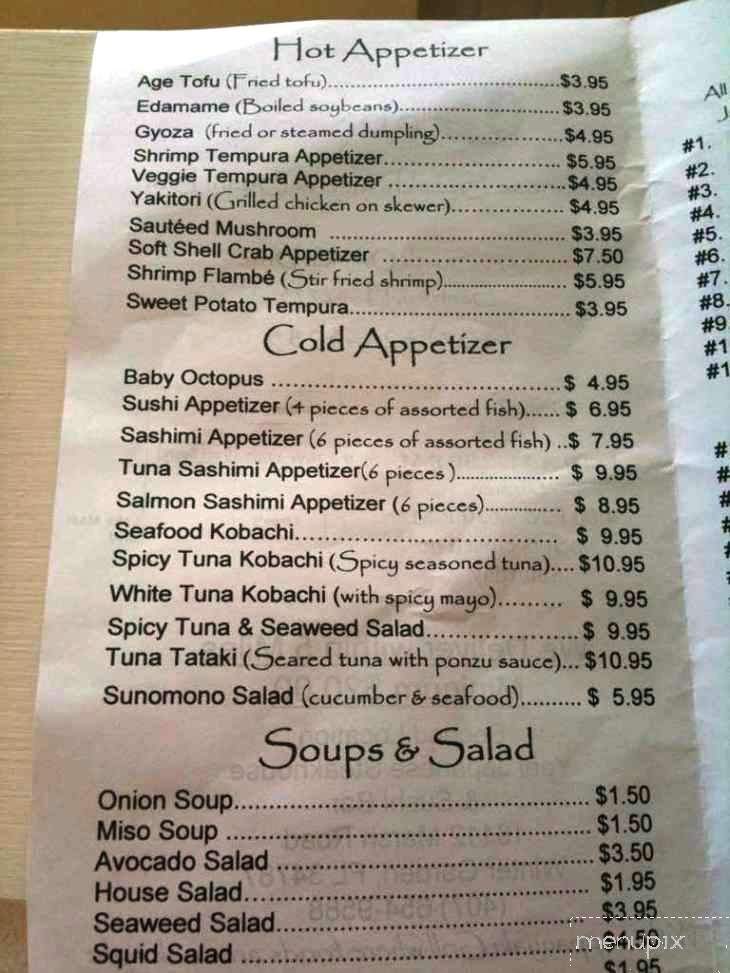 Hot Appetizer
Age Tofu (Fried tofu)..............................$3.95
Edamame (Boiled soybeans)......................$3.95
Gyoza (fried or steamed dumpling)................$4.95
Shrimp Tempura Appetizer........................ $5.95
Veggie Tempura Appetizer ........................$4.95
Yakitori (Grilled chicken on skewer)............... $4.95
Sautéed Mushroom ................................ $3.95
Soft Shell Crab Appetizer ......................... $7.50
Shrimp Flambé (Stir fried shrimp)..................... $5.95
Sweet Potato Tempura.............................. $3.95
Cold Appetizer
Baby Octopus .......................................$ 4.95
Sushi Appetizer (4 pieces of assorted fish)...... $ 6.95
Sashimi Appetizer (6 pieces of assorted fish) ..$ 7.95
Tuna Sashimi Appetizer(6 pieces )..................... $ 9.95
Salmon Sashimi Appetizer (6 pieces)............... $ 8.95
Seafood Kobachi................................... $ 9.95
Spicy Tuna Kobachi (Spicy seasoned tuna).... $10.95
White Tuna Kobachi (with spicy mayo)......... $ 9.95
Spicy Tuna & Seaweed Salad.....................$ 9.95
Tuna Tataki (Seared tuna with ponzu sauce)... $10.95
Sunomono Salad (cucumber & seafood).......... $ 5.95
Soups & Salad
Onion Soup............................................... $1.50
Miso Soup ................................................ $1.50
Avocado Salad ..........................................$3.50
House Salad.............................................. $1.95
Seaweed Salad.......................................... $3.95
Squid Salad ............................................. $4.50
$1.95
All
#1.
#2.
#3.
#4.
#5.
#6.
#7.
#8.
#9
#1
#1
#
#
#
#
#
menupix